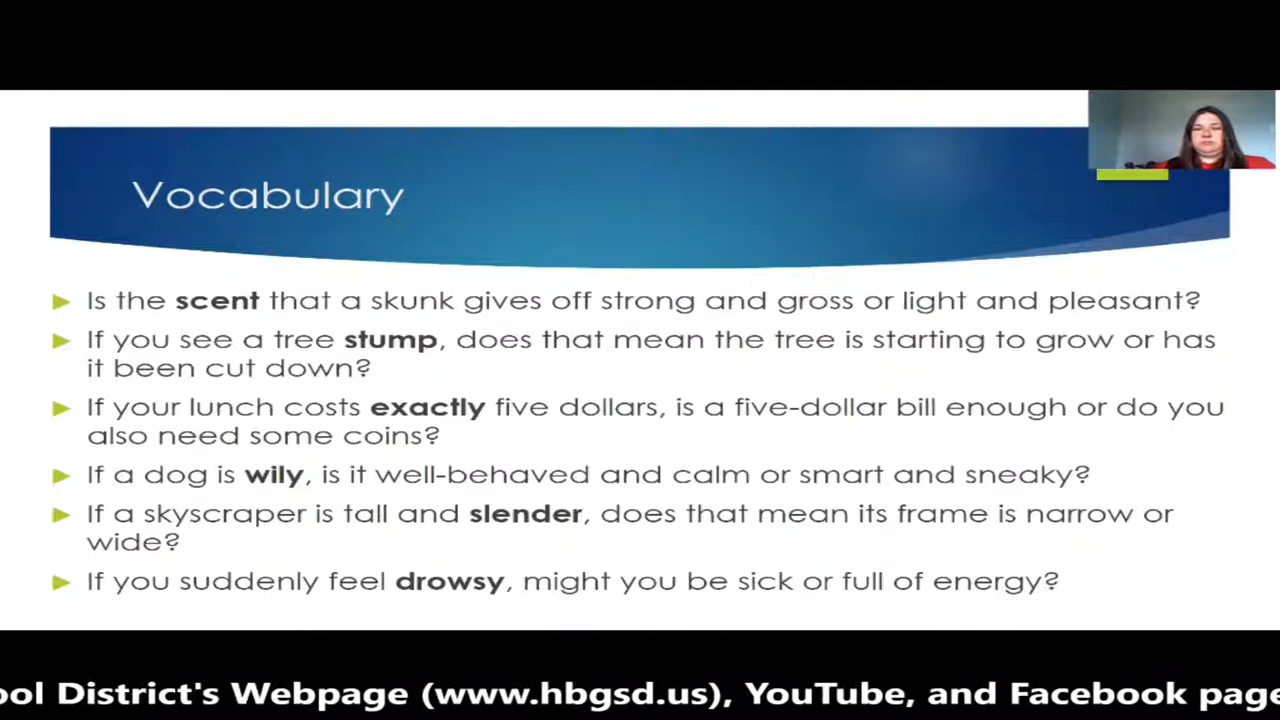 Vocabulary
Is the scent that a skunk gives off strong and gross or light and pleasant?
If you see a tree stump, does that mean the tree is starting to grow or has
it been cut down?
If your lunch costs exactly five dollars, is a five-dollar bill enough or do you
also need some coins?
If a dog is wily, is it well-behaved and calm or smart and sneaky?
If a skyscraper is tall and slender, does that mean its frame is narrow or
wide?
If you suddenly feel drowsy, might you be sick or full of energy?
ool District's Webpage (www.hbgsd.us), YouTube, and Facebook page